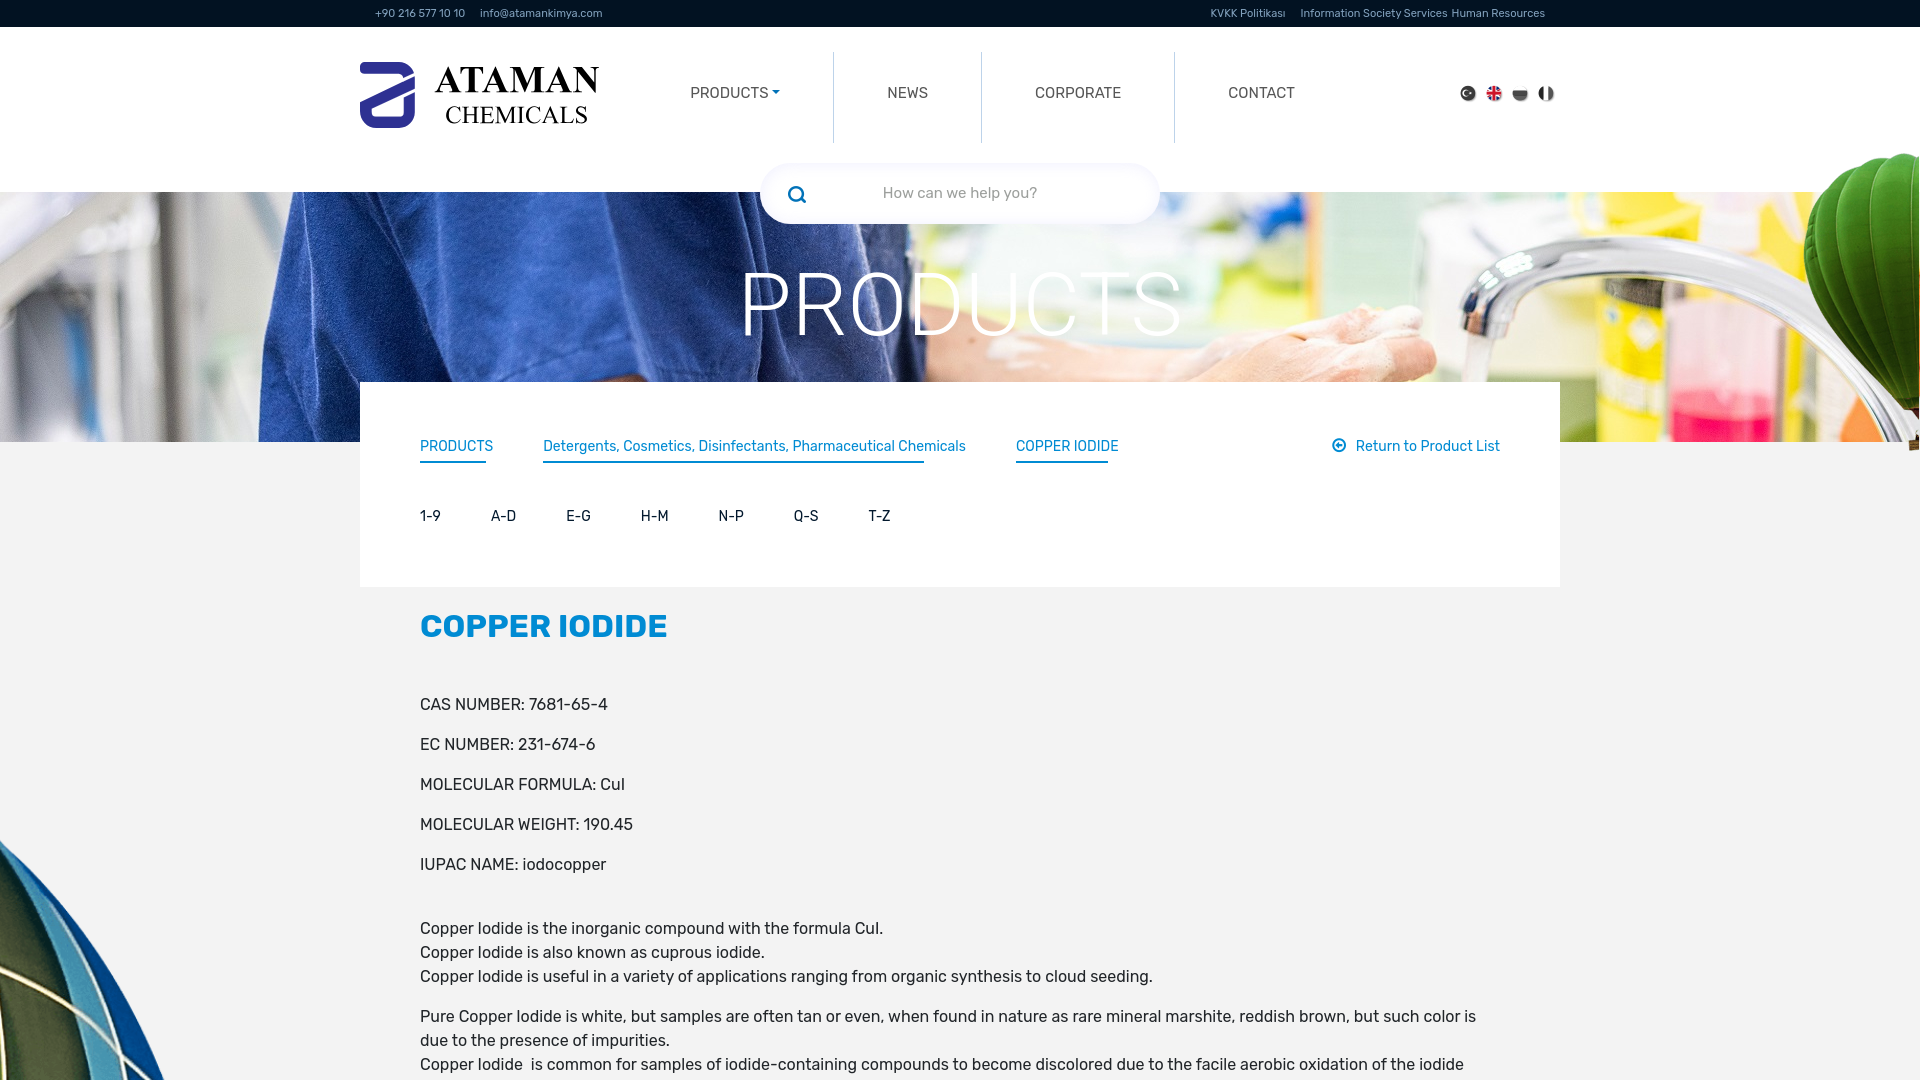 +90 216 577 10 10 info@atamankimya.com KVKK Politikası Information Society Services Human Resources
ATAMAN
CHEMICALS
PRODUCTS NEWS CORPORATE CONTACT
How can we help you?
PRODUCTS
PRODUCTS Detergents, Cosmetics, Disinfectants, Pharmaceutical Chemicals COPPER IODIDE Return to Product List
1-9 A-D E-G H-M N-P Q-S T-Z
COPPER IODIDE
CAS NUMBER: 7681-65-4
EC NUMBER: 231-674-6
MOLECULAR FORMULA: CuI
MOLECULAR WEIGHT: 190.45
IUPAC NAME: iodocopper
Copper Iodide is the inorganic compound with the formula CuI.
Copper Iodide is also known as cuprous iodide.
Copper Iodide is useful in a variety of applications ranging from organic synthesis to cloud seeding.
Pure Copper Iodide is white, but samples are often tan or even, when found in nature as rare mineral marshite, reddish brown, but such color is
due to the presence of impurities.
Copper Iodide  is common for samples of iodide-containing compounds to become discolored due to the facile aerobic oxidation of the iodide